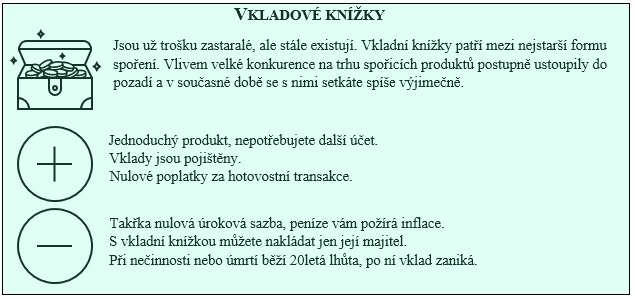 VKLADOVÉ KNÍŽKY
Jsou už trošku zastaralé, ale stále existují. Vkladní knížky patří mezi nejstarší formu
spoření. Vlivem velké konkurence na trhu spořicích produktů postupně ustoupily do
pozadí a v současné době se s nimi setkáte spíše výjimečně.
Jednoduchý produkt, nepotřebujete další účet.
Vklady jsou pojištěny.
Nulové poplatky za hotovostní transakce.
Takřka nulová úroková sazba, peníze vám požírá inflace.
S vkladní knížkou můžete nakládat jen její majitel.
Při nečinnosti nebo úmrtí běží 20letá lhůta, po ní vklad zaniká.